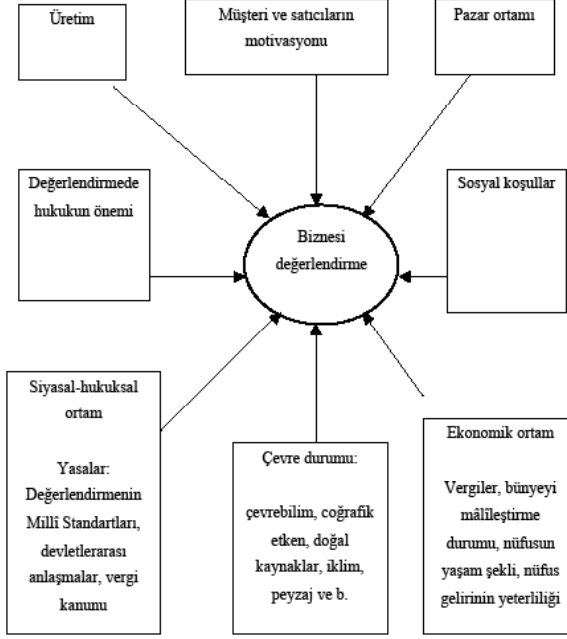 Üretim
Müşteri ve satıcıların
motivasyonu
Pazar ortamı
Değerlendirmede
hukukun önemi
Biznesi
değerlendirme
Sosyal koşullar
Siyasal-hukuksal
ortam
Yasalar:
Değerlendirmenin
Millî Standartları,
devletlerarası
anlaşmalar, vergi
kanunu
Çevre durumu:
çevrebilim, coğrafik
etken, doğal
kaynaklar, iklim,
peyzaj ve b.
Ekonomik ortam
Vergiler, bünyeyi
mâlîleştirme
durumu, nüfusun
yaşam şekli, nüfus
gelirinin yeterliliği